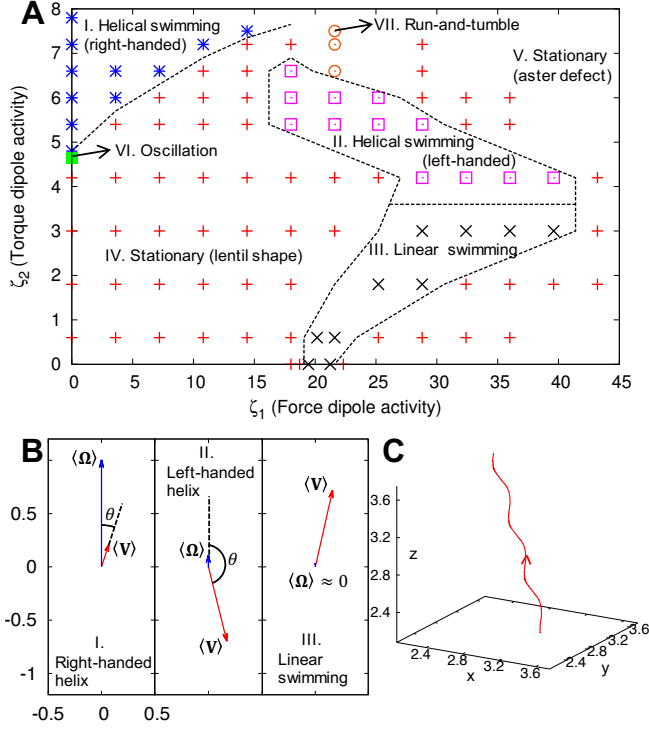 A
I. Helical swimming
(right-handed)
VII. Run-and-tumble
V. Stationary
(aster defect)
II. Helical swimming
(left-handed)
VI. Oscillation
III. Linear swimming
IV. Stationary (lentil shape)
8
7
6
5
4
3
2
1
0
ζ₂ (Torque dipole activity)
0 5 10 15 20 25 30 35 40 45
ζ₁ (Force dipole activity)
B
⟨Ω⟩
θ
⟨V⟩
I.
Right-handed
helix
II.
Left-handed
helix
⟨Ω⟩
θ
⟨V⟩
⟨V⟩
⟨Ω⟩ ≈ 0
III.
Linear
swimming
1
0.5
0
-0.5
-1
-0.5 0 0.5
C
3.6
3.2
2.8
2.4
z
2.4 3.0 3.6
x
2.4 2.8 3.2 3.6
y